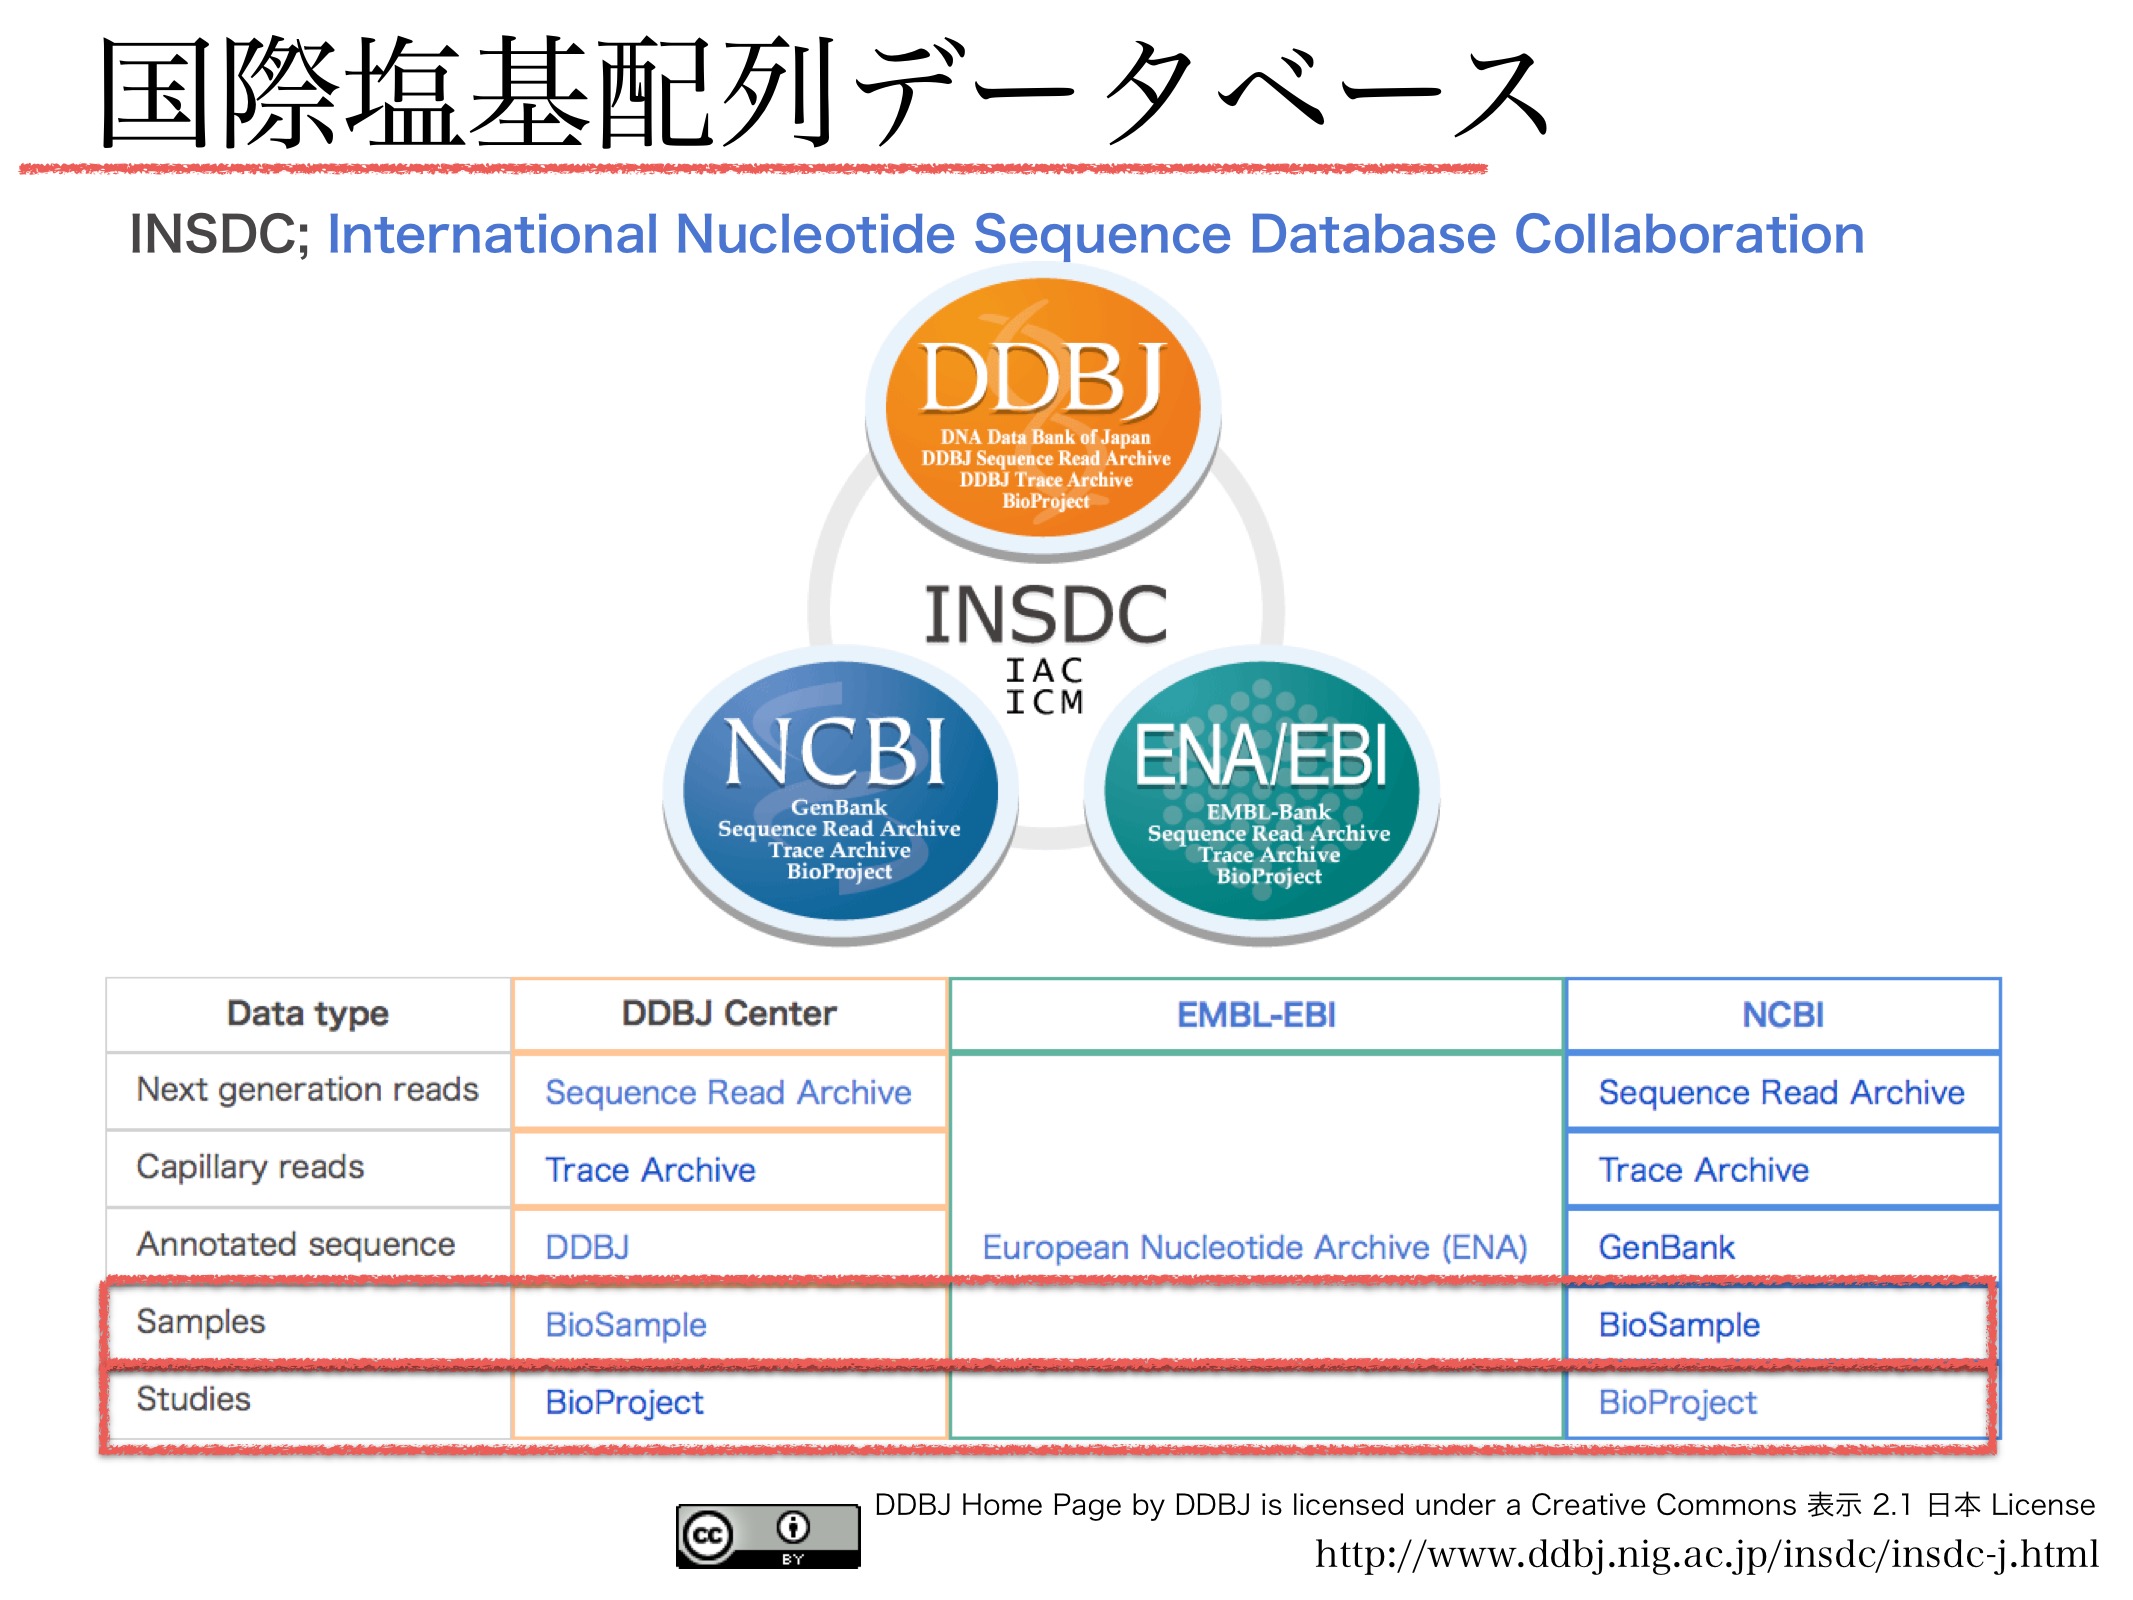 国際塩基配列データベース
INSDC; International Nucleotide Sequence Database Collaboration
DDBJ
DNA Data Bank of Japan
DDBJ Sequence Read Archive
DDBJ Trace Archive
BioProject
INSDC
IAC
ICM
NCBI
GenBank
Sequence Read Archive
Trace Archive
BioProject
ENA/EBI
EMBL-Bank
Sequence Read Archive
Trace Archive
BioProject
Data type DDBJ Center EMBL-EBI NCBI
Next generation reads Sequence Read Archive Sequence Read Archive
Capillary reads Trace Archive Trace Archive
Annotated sequence DDBJ European Nucleotide Archive (ENA) GenBank
Samples BioSample BioSample
Studies BioProject BioProject
cc BY
DDBJ Home Page by DDBJ is licensed under a Creative Commons 表示 2.1 日本 License
http://www.ddbj.nig.ac.jp/insdc/insdc-j.html